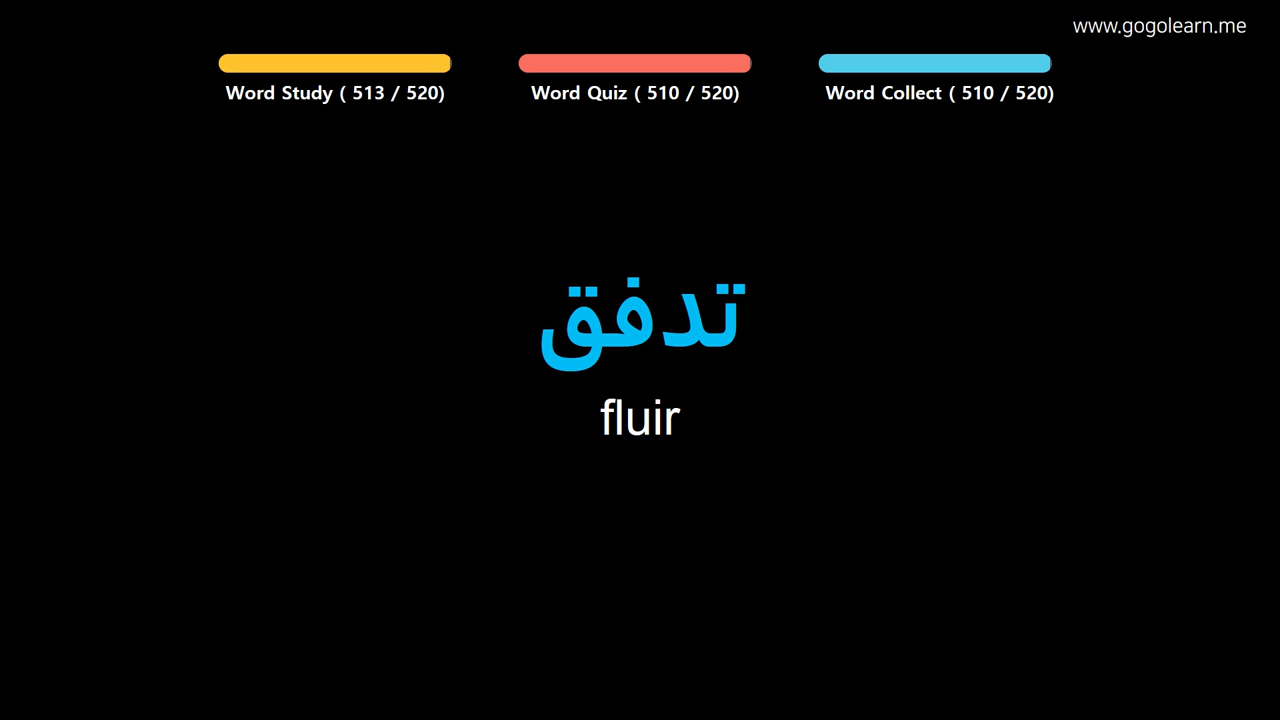 www.gogolearn.me
Word Study ( 513 / 520)
Word Quiz ( 510 / 520)
Word Collect ( 510 / 520)
تدفق
fluir